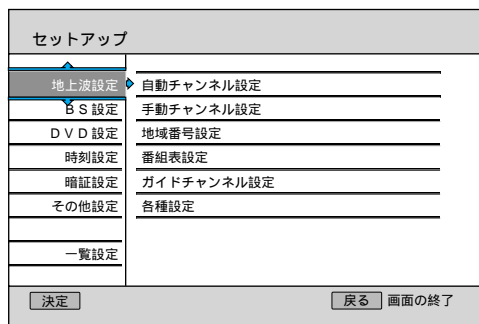 セットアップ
地上波設定
ＢＳ設定
ＤＶＤ設定
時刻設定
暗証設定
その他設定
一覧設定
自動チャンネル設定
手動チャンネル設定
地域番号設定
番組表設定
ガイドチャンネル設定
各種設定
決定
戻る 画面の終了